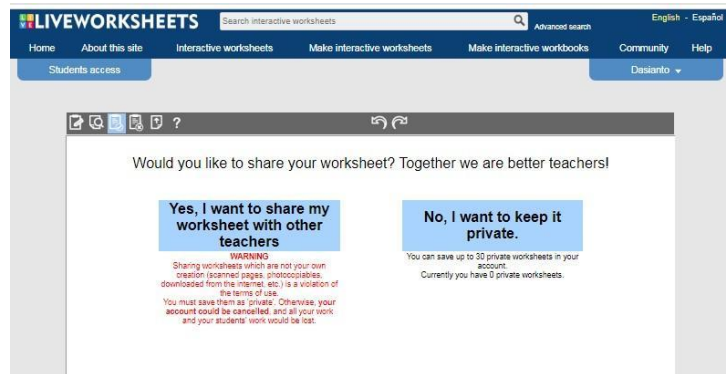 LIVEWORKSHEETS
Search interactive worksheets
Advanced search
English - Español
Home About this site Interactive worksheets Make interactive worksheets Make interactive workbooks Community Help
Students access
Dasianto
?
Would you like to share your worksheet? Together we are better teachers!
Yes, I want to share my
worksheet with other
teachers
WARNING
Sharing worksheets which are not your own
creation (scanned pages, photocopiables,
downloaded from the internet, etc.) is a violation of
the terms of use.
You must save them as 'private'. Otherwise, your
account could be cancelled, and all your work
and your students' work would be lost.
No, I want to keep it
private.
You can save up to 30 private worksheets in your
account.
Currently you have 0 private worksheets.